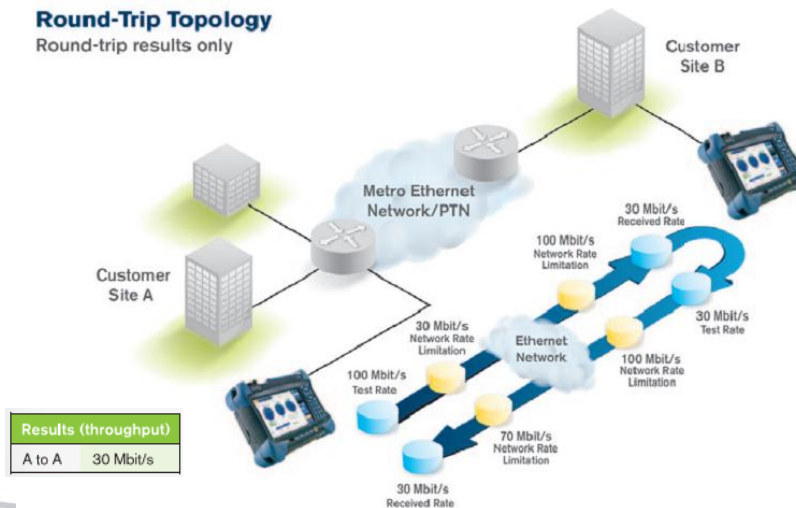 Round-Trip Topology
Round-trip results only
Customer
Site B
Metro Ethernet
Network/PTN
Customer
Site A
30 Mbit/s
Received Rate
100 Mbit/s
Network Rate
Limitation
30 Mbit/s
Test Rate
30 Mbit/s
Network Rate
Limitation
Ethernet
Network
100 Mbit/s
Network Rate
Limitation
100 Mbit/s
Test Rate
70 Mbit/s
Network Rate
Limitation
30 Mbit/s
Received Rate
Results (throughput)
A to A 30 Mbit/s